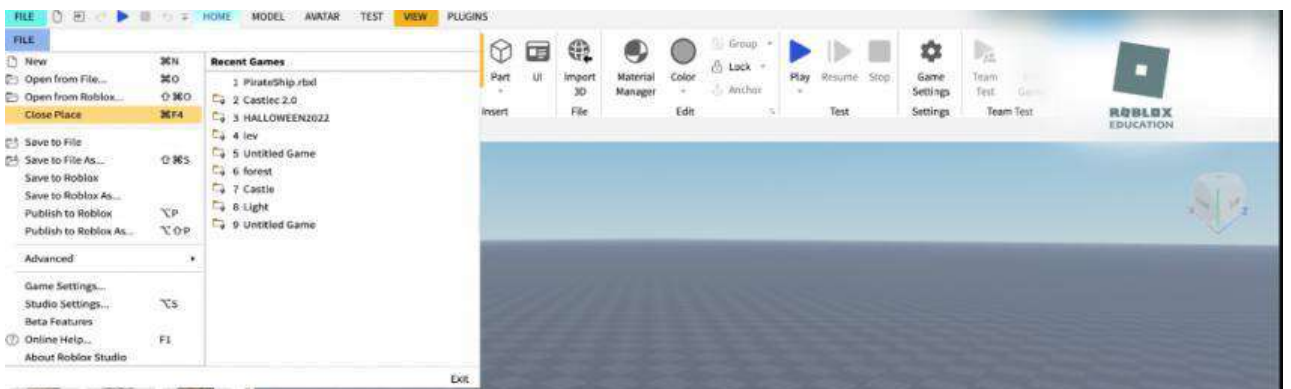 FILE HOME MODEL AVATAR TEST VIEW PLUGINS
FILE
New ⌘N
Open from File... ⌘O
Open from Roblox... ⇧⌘O
Close Place ⌘F4
Save to File
Save to File As... ⇧⌘S
Save to Roblox
Save to Roblox As...
Publish to Roblox ⌥P
Publish to Roblox As... ⌥⇧P
Advanced
Game Settings...
Studio Settings... ⌥S
Beta Features
Online Help... F1
About Roblox Studio
Recent Games
1 PirateShip.rbxl
2 Castlec 2.0
3 HALLOWEEN2022
4 lev
5 Untitled Game
6 forest
7 Castle
8 Light
9 Untitled Game
Exit
Part UI Import 3D Material Manager Color
Group
Lock
Anchor
Play Resume Stop Game Settings Team Test
Insert File Edit Test Settings Team Test
ROBLOX
EDUCATION